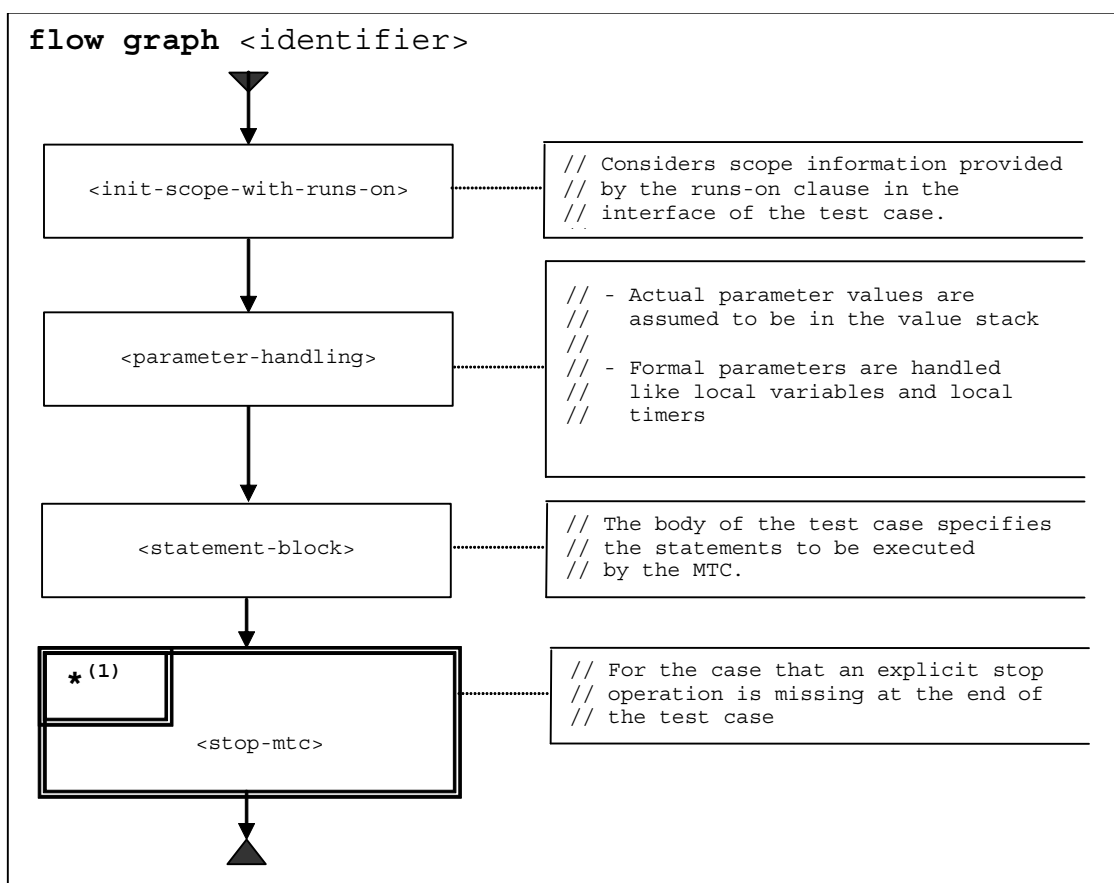 flow graph <identifier>
<init-scope-with-runs-on>
// Considers scope information provided
// by the runs-on clause in the
// interface of the test case.
<parameter-handling>
// - Actual parameter values are
//   assumed to be in the value stack
//
// - Formal parameters are handled
//   like local variables and local
//   timers
<statement-block>
// The body of the test case specifies
// the statements to be executed
// by the MTC.
*(1)
<stop-mtc>
// For the case that an explicit stop
// operation is missing at the end of
// the test case